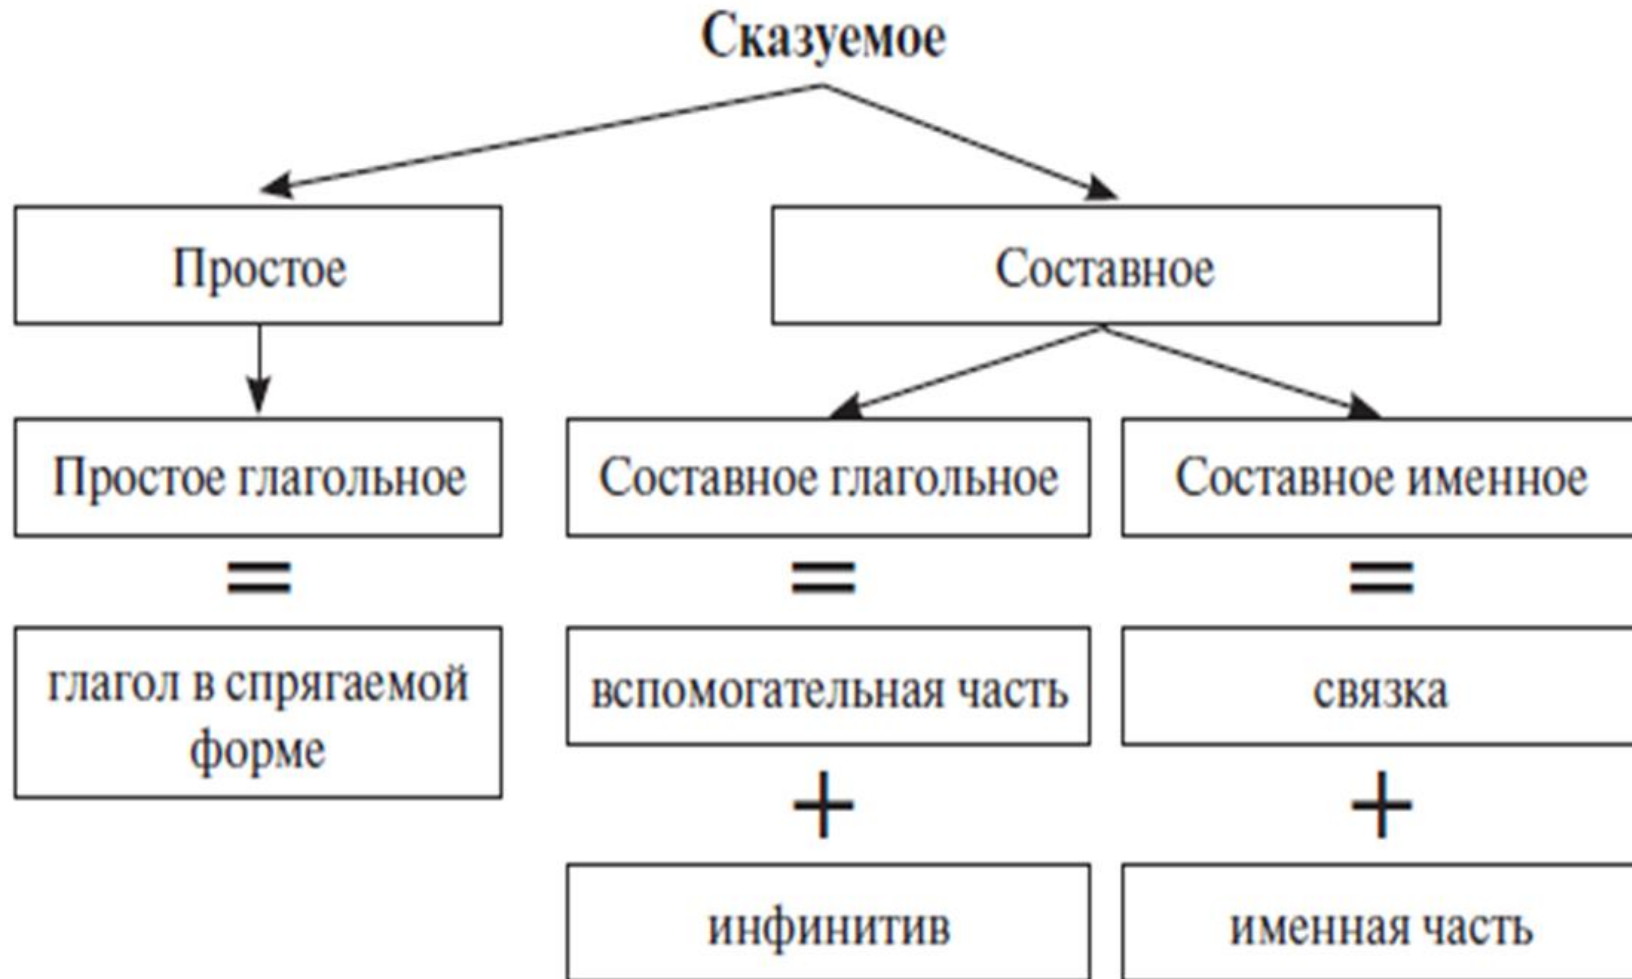 Сказуемое
Простое
Составное
Простое глагольное
Составное глагольное
Составное именное
=
=
=
глагол в спрягаемой
форме
вспомогательная часть
связка
+
+
инфинитив
именная часть